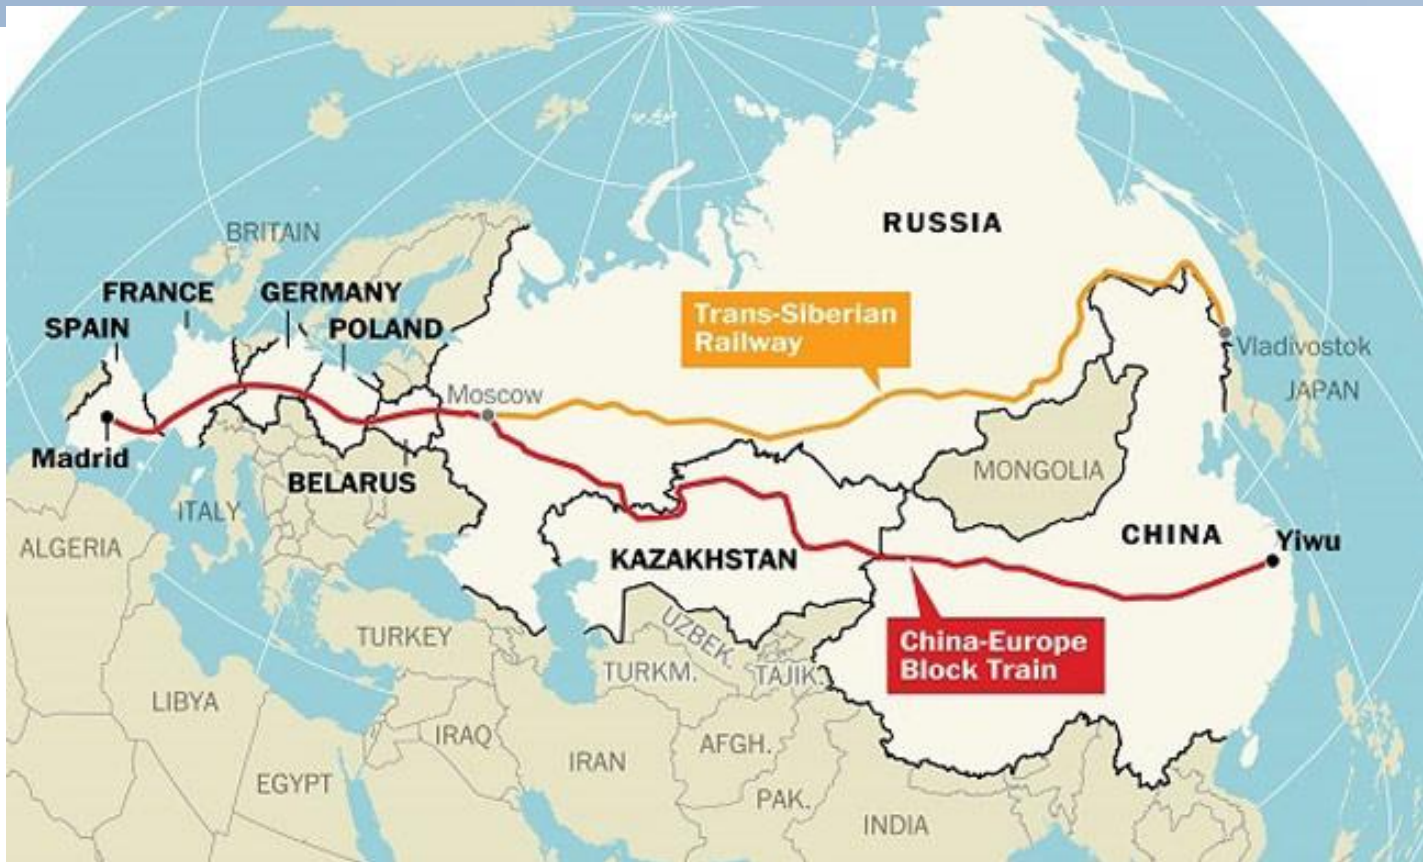 RUSSIA
BRITAIN
FRANCE
GERMANY
SPAIN
POLAND
Trans-Siberian
Railway
Vladivostok
JAPAN
Moscow
Madrid
MONGOLIA
BELARUS
ITALY
CHINA
Yiwu
ALGERIA
KAZAKHSTAN
UZBEK.
TURKEY
China-Europe
Block Train
TURKM.
TAJIK.
LIBYA
IRAQ
AFGH.
IRAN
EGYPT
PAK.
INDIA